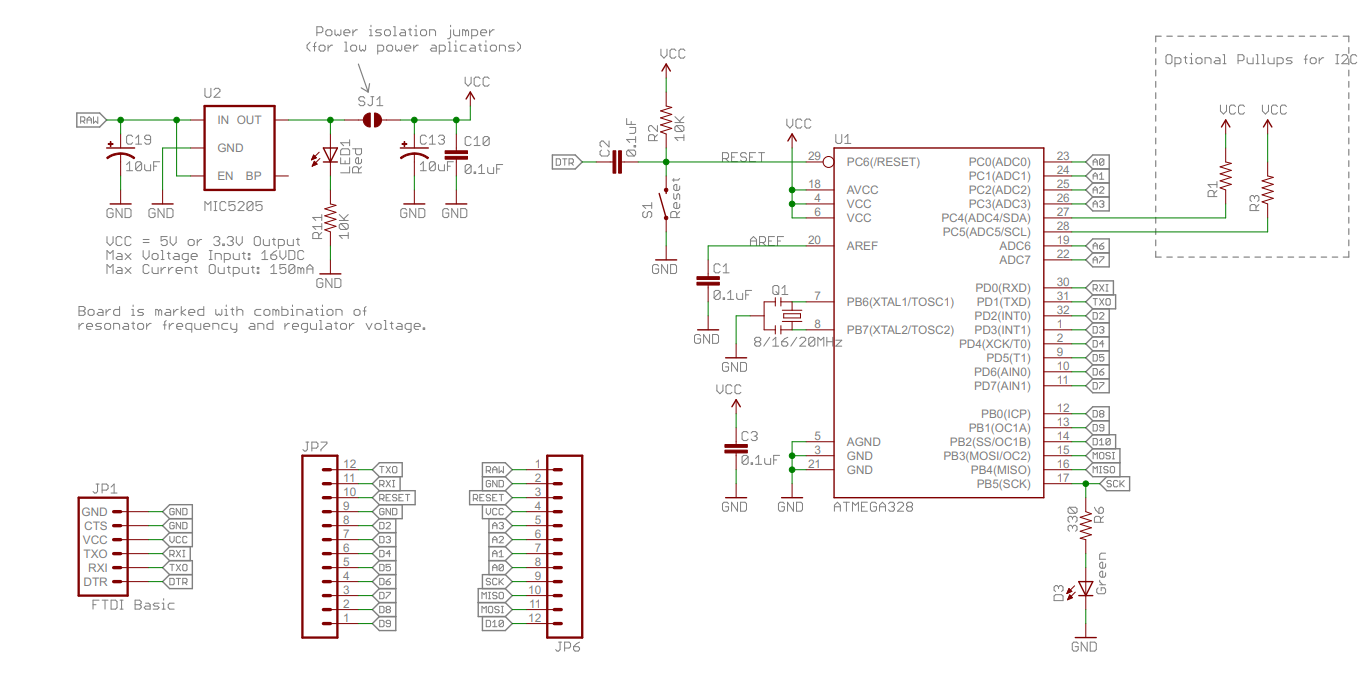 Power isolation jumper
(for low power aplications)
SJ1
VCC
U2
RAW
IN OUT
GND
EN BP
MIC5205
C19
10uF
GND
GND
LED1
Red
R11
10K
GND
C13
10uF
GND
C10
0.1uF
GND
VCC = 5V or 3.3V Output
Max Voltage Input: 16VDC
Max Current Output: 150mA
Board is marked with combination of
resonator frequency and regulator voltage.
VCC
R2
10K
DTR
C2
0.1uF
RESET
S1
Reset
GND
VCC
AREF
C1
0.1uF
GND
Q1
8/16/20MHz
GND
VCC
C3
0.1uF
GND
GND
U1
29 PC6(/RESET)
18 AVCC
4 VCC
6 VCC
20 AREF
7 PB6(XTAL1/TOSC1)
8 PB7(XTAL2/TOSC2)
5 AGND
3 GND
21 GND
PC0(ADC0) 23 A0
PC1(ADC1) 24 A1
PC2(ADC2) 25 A2
PC3(ADC3) 26 A3
PC4(ADC4/SDA) 27
PC5(ADC5/SCL) 28
ADC6 19 A6
ADC7 22 A7
PD0(RXD) 30 RXI
PD1(TXD) 31 TXO
PD2(INT0) 32 D2
PD3(INT1) 1 D3
PD4(XCK/T0) 2 D4
PD5(T1) 9 D5
PD6(AIN0) 10 D6
PD7(AIN1) 11 D7
PB0(ICP) 12 D8
PB1(OC1A) 13 D9
PB2(SS/OC1B) 14 D10
PB3(MOSI/OC2) 15 MOSI
PB4(MISO) 16 MISO
PB5(SCK) 17 SCK
ATMEGA328
330
R6
D3
Green
GND
Optional Pullups for I2C
VCC
VCC
R1
R3
JP1
GND GND
CTS GND
VCC VCC
TXO RXI
RXI TXO
DTR DTR
FTDI Basic
JP7
12 TXO
11 RXI
10 RESET
9 GND
8 D2
7 D3
6 D4
5 D5
4 D6
3 D7
2 D8
1 D9
RAW 1
GND 2
RESET 3
VCC 4
A3 5
A2 6
A1 7
A0 8
SCK 9
MISO 10
MOSI 11
D10 12
JP6